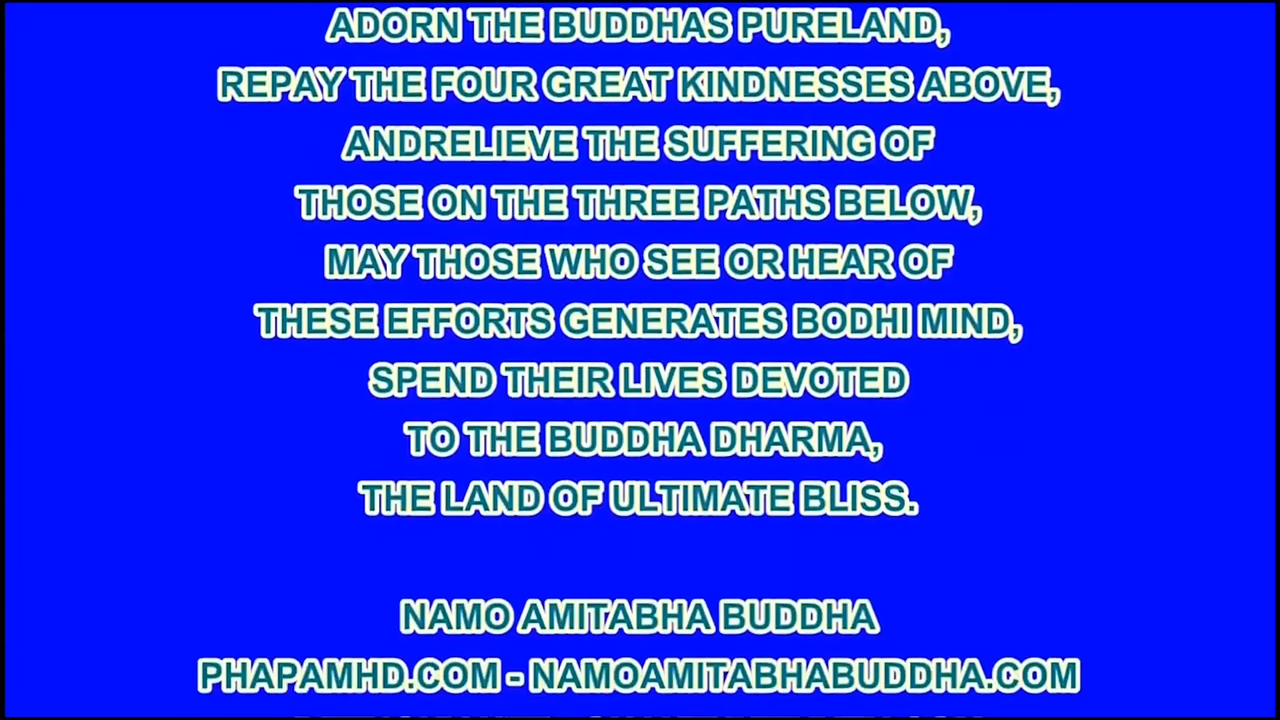 ADORN THE BUDDHAS PURELAND,
REPAY THE FOUR GREAT KINDNESSES ABOVE,
ANDRELIEVE THE SUFFERING OF
THOSE ON THE THREE PATHS BELOW,
MAY THOSE WHO SEE OR HEAR OF
THESE EFFORTS GENERATES BODHI MIND,
SPEND THEIR LIVES DEVOTED
TO THE BUDDHA DHARMA,
THE LAND OF ULTIMATE BLISS.
NAMO AMITABHA BUDDHA
PHAPAMHD.COM - NAMOAMITABHABUDDHA.COM